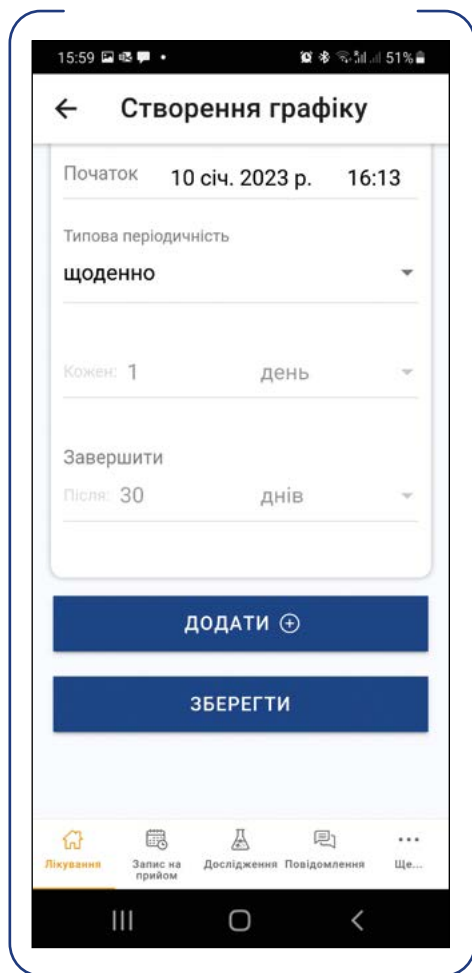 15:59 51%
Створення графіку
Початок 10 січ. 2023 р. 16:13
Типова періодичність
щоденно
Кожен: 1 день
Завершити
Після: 30 днів
ДОДАТИ
ЗБЕРЕГТИ
Лікування Запис на прийом Дослідження Повідомлення Ще...